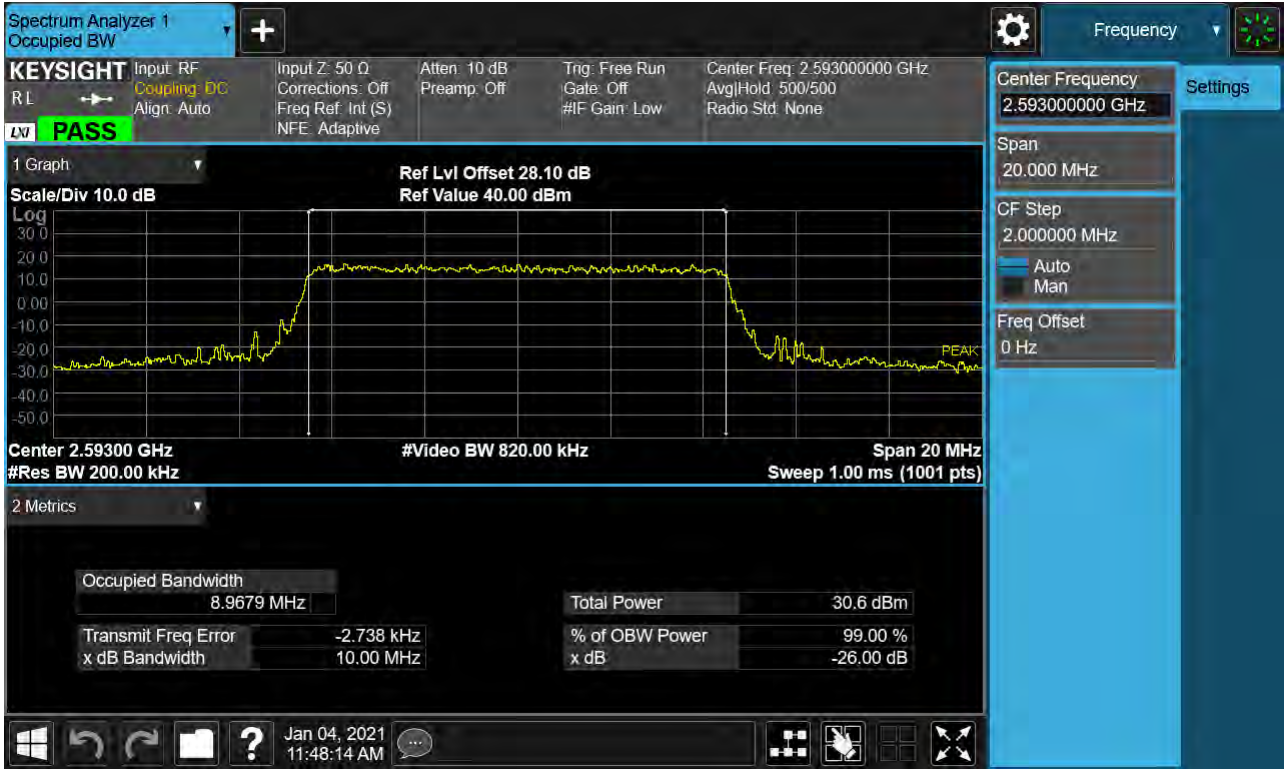 Spectrum Analyzer 1
Occupied BW
Frequency
KEYSIGHT
R L
LXI
PASS
Input: RF
Coupling: DC
Align: Auto
Input Z: 50 Ω
Corrections: Off
Freq Ref: Int (S)
NFE: Adaptive
Atten: 10 dB
Preamp: Off
Trig: Free Run
Gate: Off
#IF Gain: Low
Center Freq: 2.593000000 GHz
Avg|Hold: 500/500
Radio Std: None
Center Frequency
2.593000000 GHz
Settings
Span
20.000 MHz
CF Step
2.000000 MHz
Auto
Man
Freq Offset
0 Hz
1 Graph
Scale/Div 10.0 dB
Ref Lvl Offset 28.10 dB
Ref Value 40.00 dBm
Log
30.0
20.0
10.0
0.00
-10.0
-20.0
-30.0
-40.0
-50.0
PEAK
Center 2.59300 GHz
#Video BW 820.00 kHz
Span 20 MHz
#Res BW 200.00 kHz
Sweep 1.00 ms (1001 pts)
2 Metrics
Occupied Bandwidth
8.9679 MHz
Total Power 30.6 dBm
Transmit Freq Error -2.738 kHz
% of OBW Power 99.00 %
x dB Bandwidth 10.00 MHz
x dB -26.00 dB
Jan 04, 2021
11:48:14 AM